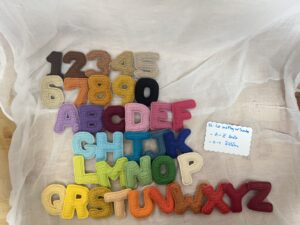 12345
67890
ABCDEF
GHIJK
LMNOP
QRSTUVWXYZ